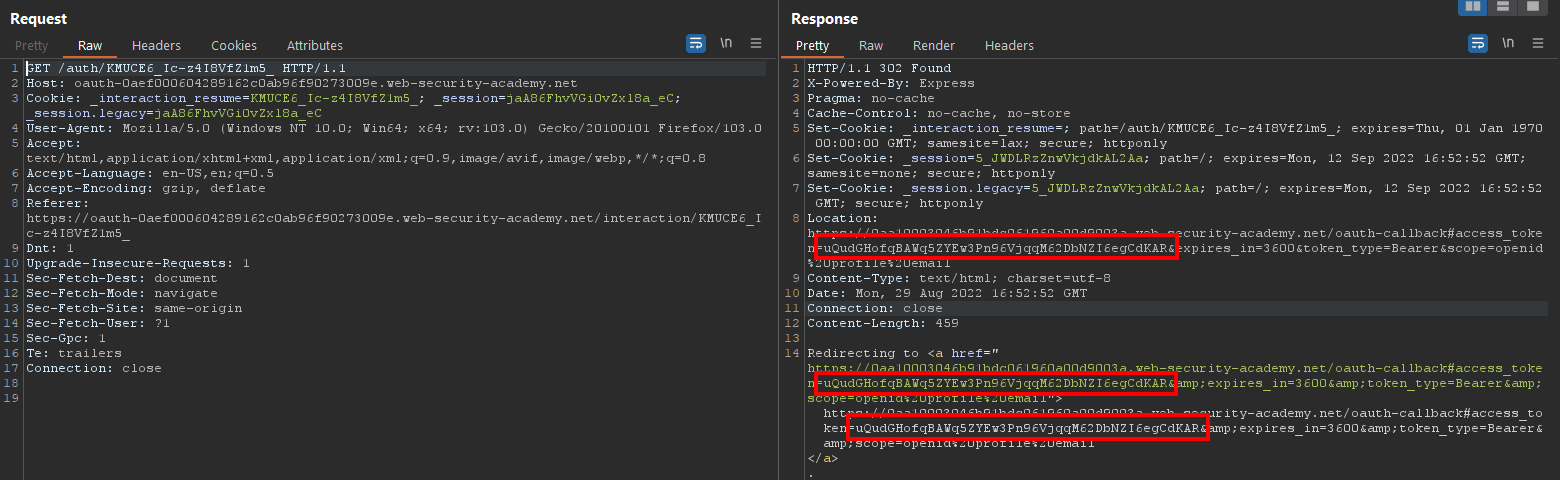 Request
Pretty Raw Headers Cookies Attributes \n
1 GET /auth/KMUCE6_Ic-z4I8VfZ1m5_ HTTP/1.1
2 Host: oauth-0aef000604289162c0ab96f90273009e.web-security-academy.net
3 Cookie: _interaction_resume=KMUCE6_Ic-z4I8VfZ1m5_; _session=jaA86FhvVGiOvZxl8a_eC;
_session.legacy=jaA86FhvVGiOvZxl8a_eC
4 User-Agent: Mozilla/5.0 (Windows NT 10.0; Win64; x64; rv:103.0) Gecko/20100101 Firefox/103.0
5 Accept:
text/html,application/xhtml+xml,application/xml;q=0.9,image/avif,image/webp,*/*;q=0.8
6 Accept-Language: en-US,en;q=0.5
7 Accept-Encoding: gzip, deflate
8 Referer:
https://oauth-0aef000604289162c0ab96f90273009e.web-security-academy.net/interaction/KMUCE6_I
c-z4I8VfZ1m5_
9 Dnt: 1
10 Upgrade-Insecure-Requests: 1
11 Sec-Fetch-Dest: document
12 Sec-Fetch-Mode: navigate
13 Sec-Fetch-Site: same-origin
14 Sec-Fetch-User: ?1
15 Sec-Gpc: 1
16 Te: trailers
17 Connection: close
18
19
Response
Pretty Raw Render Headers \n
1 HTTP/1.1 302 Found
2 X-Powered-By: Express
3 Pragma: no-cache
4 Cache-Control: no-cache, no-store
5 Set-Cookie: _interaction_resume=; path=/auth/KMUCE6_Ic-z4I8VfZ1m5_; expires=Thu, 01 Jan 1970
00:00:00 GMT; samesite=lax; secure; httponly
6 Set-Cookie: _session=5_JWDLRzZnwVkjdkAL2Aa; path=/; expires=Mon, 12 Sep 2022 16:52:52 GMT;
samesite=none; secure; httponly
7 Set-Cookie: _session.legacy=5_JWDLRzZnwVkjdkAL2Aa; path=/; expires=Mon, 12 Sep 2022 16:52:52
GMT; secure; httponly
8 Location:
https://0aa10003046b91bdc061960a00d9003a.web-security-academy.net/oauth-callback#access_toke
n=uQudGHofqBAWq5ZYEw3Pn96VjqqM62DbNZI6egCdKAR&expires_in=3600&token_type=Bearer&scope=openid
%20profile%20email
9 Content-Type: text/html; charset=utf-8
10 Date: Mon, 29 Aug 2022 16:52:52 GMT
11 Connection: close
12 Content-Length: 459
13
14 Redirecting to <a href="
https://0aa10003046b91bdc061960a00d9003a.web-security-academy.net/oauth-callback#access_toke
n=uQudGHofqBAWq5ZYEw3Pn96VjqqM62DbNZI6egCdKAR&amp;expires_in=3600&amp;token_type=Bearer&amp;
scope=openid%20profile%20email">
https://0aa10003046b91bdc061960a00d9003a.web-security-academy.net/oauth-callback#access_to
ken=uQudGHofqBAWq5ZYEw3Pn96VjqqM62DbNZI6egCdKAR&amp;expires_in=3600&amp;token_type=Bearer&
amp;scope=openid%20profile%20email
</a>
.